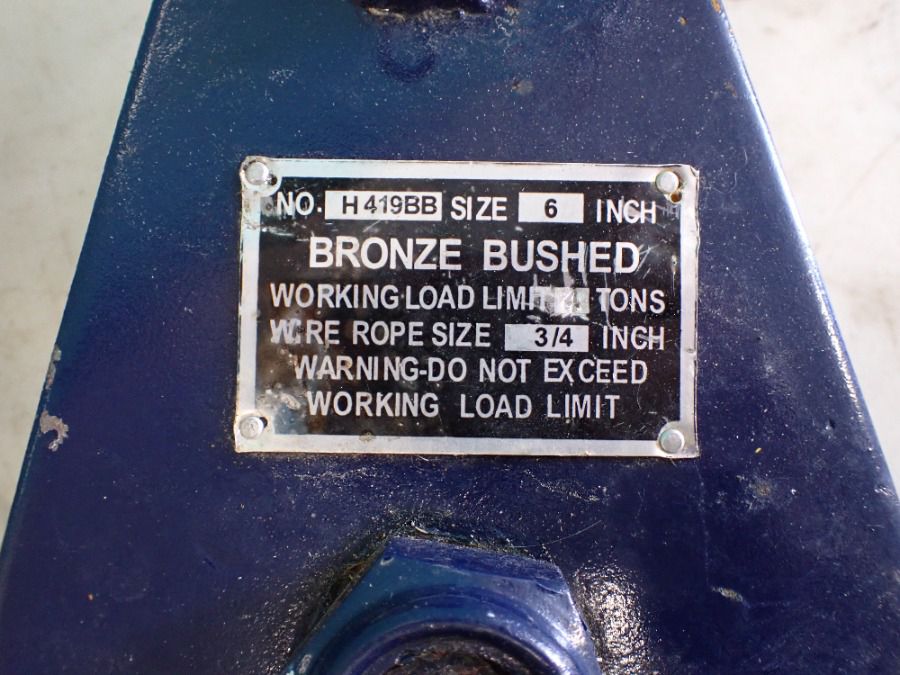 NO. H419BB SIZE 6 INCH
BRONZE BUSHED
WORKING LOAD LIMIT TONS
WIRE ROPE SIZE 3/4 INCH
WARNING-DO NOT EXCEED
WORKING LOAD LIMIT